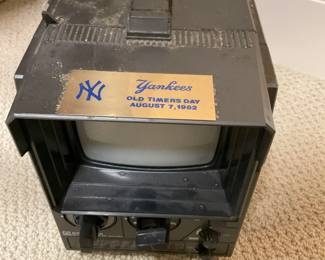 NY Yankees
OLD TIMERS DAY
AUGUST 7, 1982